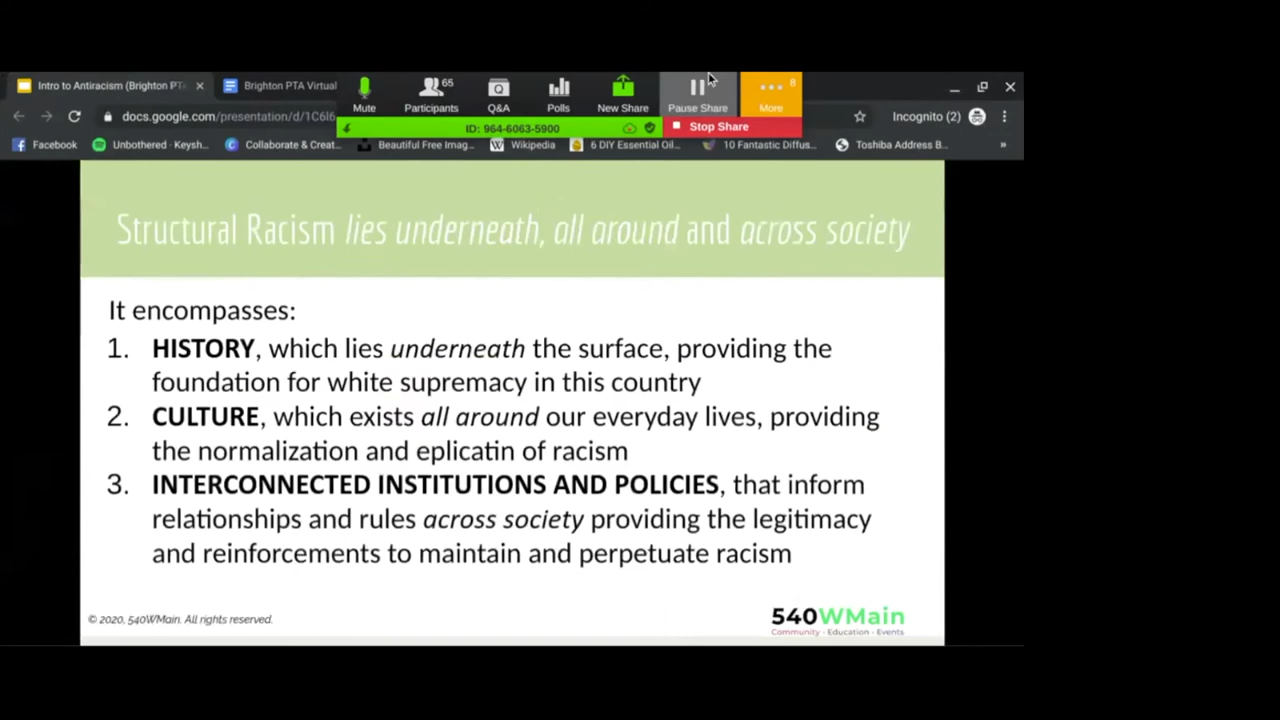 Intro to Antiracism (Brighton PT
Brighton PTA Virtual
Mute
Participants
65
Q&A
Polls
New Share
Pause Share
8
More
docs.google.com/presentation/d/1C6l6
ID: 964-6063-5900
Stop Share
Incognito (2)
Facebook
Unbothered · Keysh...
Collaborate & Creat...
Beautiful Free Imag...
Wikipedia
6 DIY Essential Oil...
10 Fantastic Diffus...
Toshiba Address B...
»
Structural Racism lies underneath, all around and across society
It encompasses:
1. HISTORY, which lies underneath the surface, providing the
foundation for white supremacy in this country
2. CULTURE, which exists all around our everyday lives, providing
the normalization and eplicatin of racism
3. INTERCONNECTED INSTITUTIONS AND POLICIES, that inform
relationships and rules across society providing the legitimacy
and reinforcements to maintain and perpetuate racism
© 2020, 540WMain. All rights reserved.
540WMain
Community · Education · Events